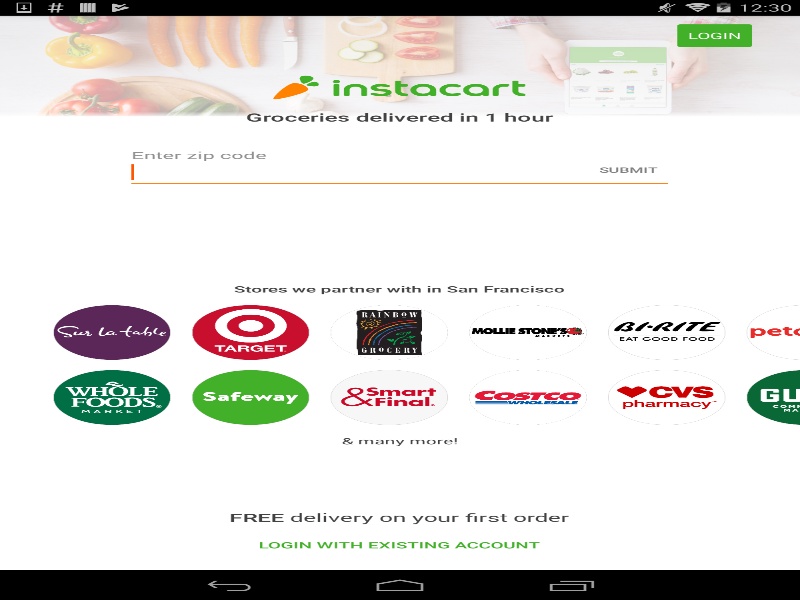 12:30
LOGIN
instacart
Groceries delivered in 1 hour
Enter zip code
SUBMIT
Stores we partner with in San Francisco
Sur la table
TARGET
RAINBOW
GROCERY
MOLLIE STONE'S
MARKETS
BI-RITE
EAT GOOD FOOD
petc
WHOLE
FOODS
MARKET
Safeway
Smart
&Final.
COSTCO
WHOLESALE
CVS
pharmacy
GU
COM
MA
& many more!
FREE delivery on your first order
LOGIN WITH EXISTING ACCOUNT